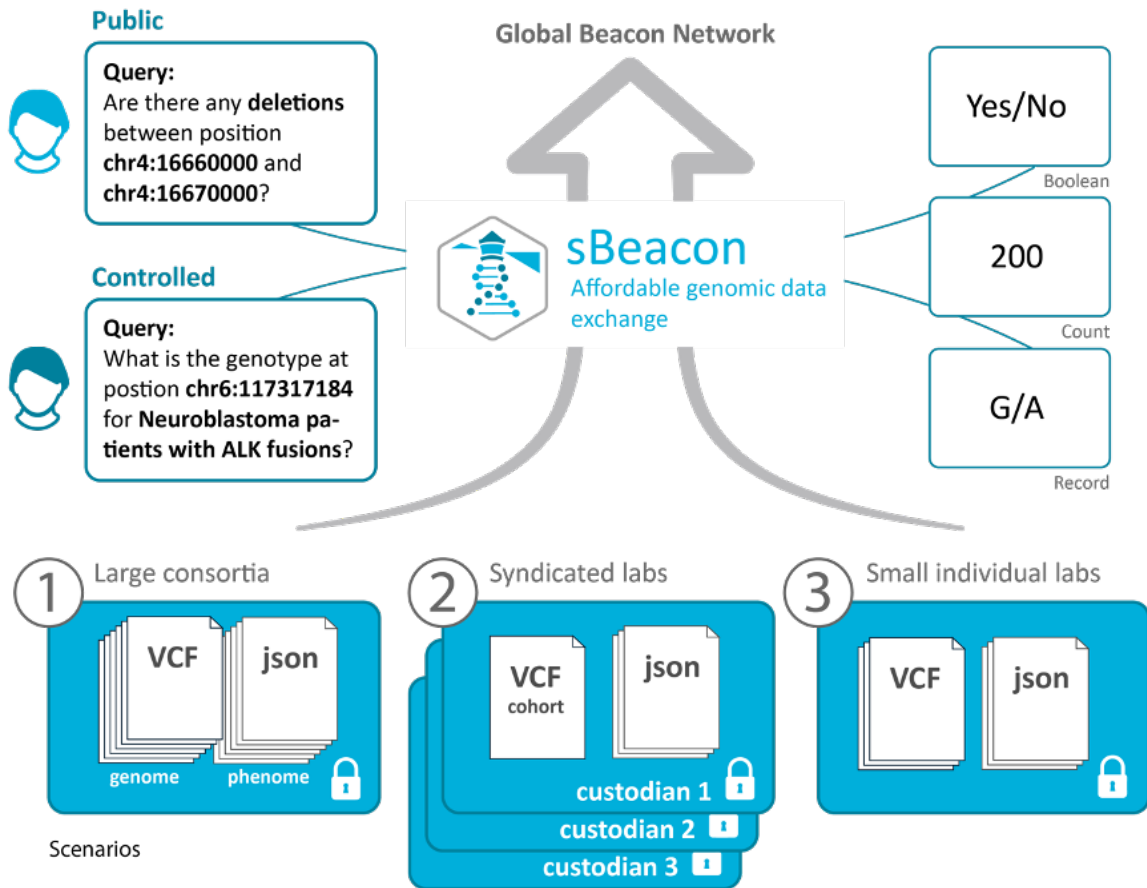 Public
Query:
Are there any deletions
between position
chr4:16660000 and
chr4:16670000?
Controlled
Query:
What is the genotype at
postion chr6:117317184
for Neuroblastoma pa-
tients with ALK fusions?
Global Beacon Network
sBeacon
Affordable genomic data
exchange
Yes/No
Boolean
200
Count
G/A
Record
1 Large consortia
VCF
json
genome
phenome
2 Syndicated labs
VCF
cohort
json
custodian 1
custodian 2
custodian 3
3 Small individual labs
VCF
json
Scenarios